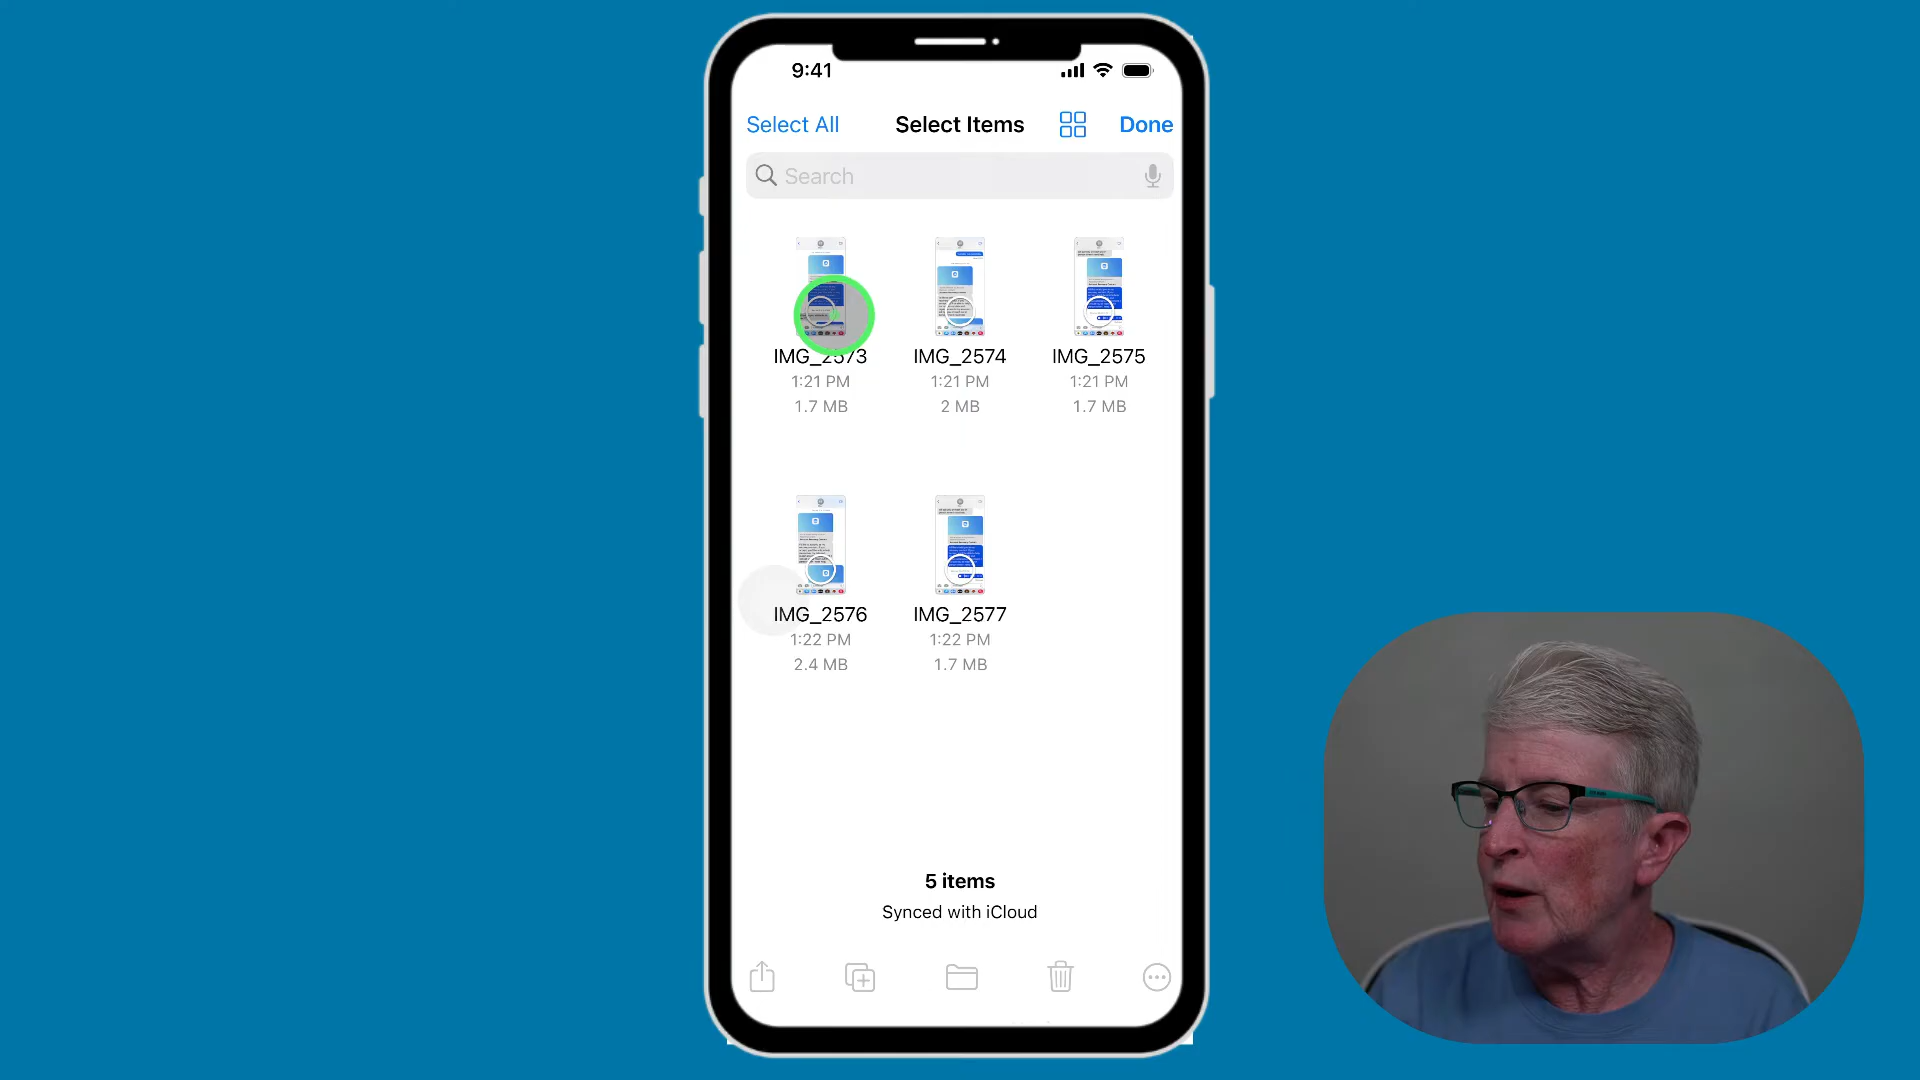 9:41
Select All Select Items Done
Search
IMG_2573 IMG_2574 IMG_2575
1:21 PM 1:21 PM 1:21 PM
1.7 MB 2 MB 1.7 MB
IMG_2576 IMG_2577
1:22 PM 1:22 PM
2.4 MB 1.7 MB
5 items
Synced with iCloud